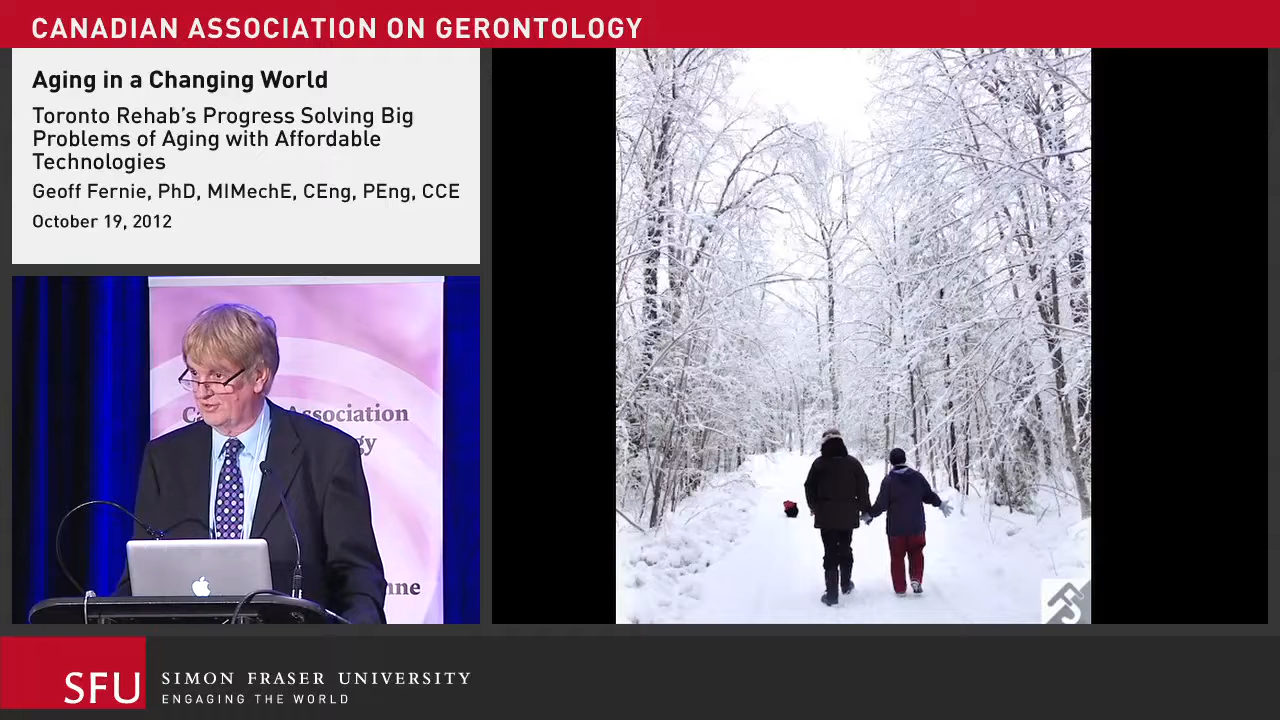 CANADIAN ASSOCIATION ON GERONTOLOGY
Aging in a Changing World
Toronto Rehab's Progress Solving Big
Problems of Aging with Affordable
Technologies
Geoff Fernie, PhD, MIMechE, CEng, PEng, CCE
October 19, 2012
Association
SFU
SIMON FRASER UNIVERSITY
ENGAGING THE WORLD